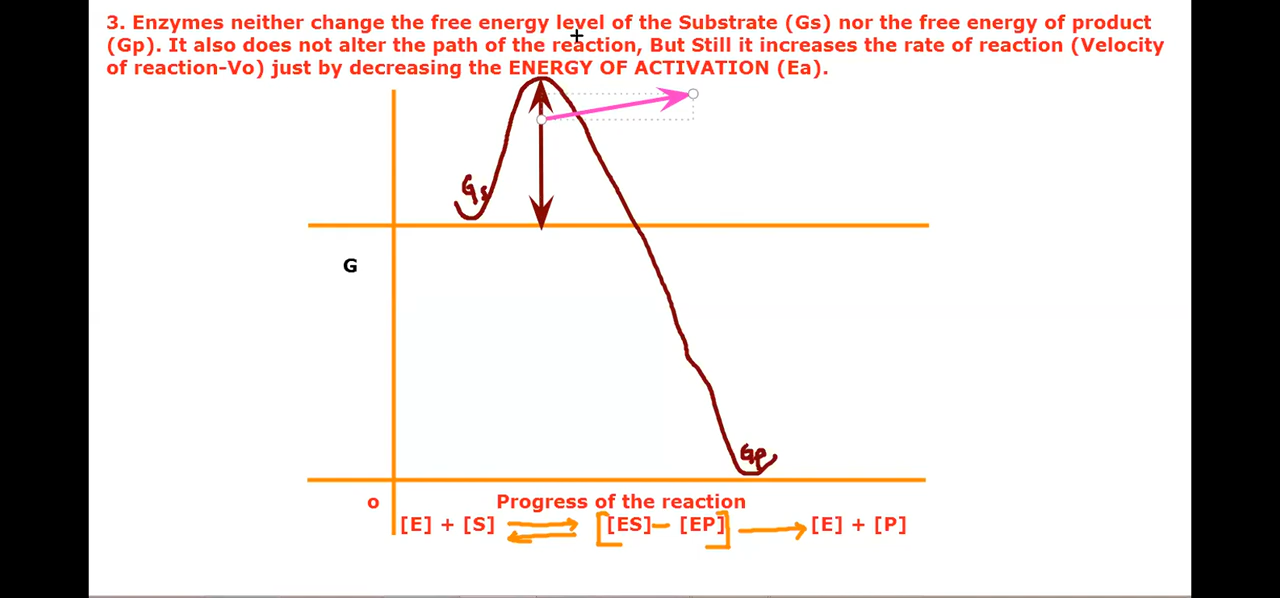 3. Enzymes neither change the free energy level of the Substrate (Gs) nor the free energy of product
(Gp). It also does not alter the path of the reaction, But Still it increases the rate of reaction (Velocity
of reaction-Vo) just by decreasing the ENERGY OF ACTIVATION (Ea).
Gs
G
Gp
o Progress of the reaction
[E] + [S] [ES] [EP] [E] + [P]